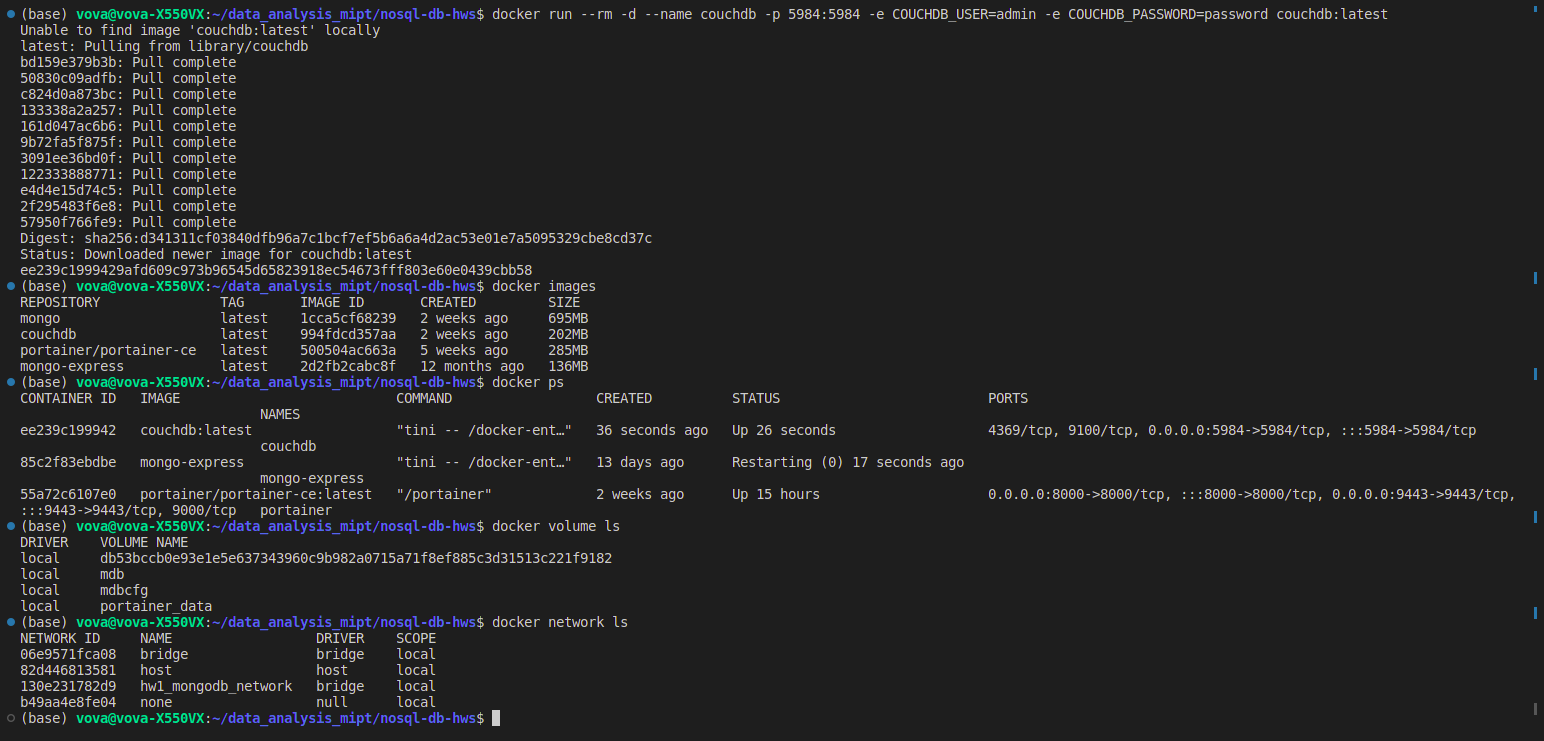 (base) vova@vova-X550VX:~/data_analysis_mipt/nosql-db-hws$ docker run --rm -d --name couchdb -p 5984:5984 -e COUCHDB_USER=admin -e COUCHDB_PASSWORD=password couchdb:latest
Unable to find image 'couchdb:latest' locally
latest: Pulling from library/couchdb
bd159e379b3b: Pull complete
50830c09adfb: Pull complete
c824d0a873bc: Pull complete
133338a2a257: Pull complete
161d047ac6b6: Pull complete
9b72fa5f875f: Pull complete
3091ee36bd0f: Pull complete
122333888771: Pull complete
e4d4e15d74c5: Pull complete
2f295483f6e8: Pull complete
57950f766fe9: Pull complete
Digest: sha256:d341311cf03840dfb96a7c1bcf7ef5b6a6a4d2ac53e01e7a5095329cbe8cd37c
Status: Downloaded newer image for couchdb:latest
ee239c1999429afd609c973b96545d65823918ec54673fff803e60e0439cbb58
(base) vova@vova-X550VX:~/data_analysis_mipt/nosql-db-hws$ docker images
REPOSITORY               TAG       IMAGE ID       CREATED         SIZE
mongo                    latest    1cca5cf68239   2 weeks ago     695MB
couchdb                  latest    994fdcd357aa   2 weeks ago     202MB
portainer/portainer-ce   latest    500504ac663a   5 weeks ago     285MB
mongo-express            latest    2d2fb2cabc8f   12 months ago   136MB
(base) vova@vova-X550VX:~/data_analysis_mipt/nosql-db-hws$ docker ps
CONTAINER ID   IMAGE                           COMMAND                  CREATED          STATUS                          PORTS
                              NAMES
ee239c199942   couchdb:latest                  "tini -- /docker-ent…"   36 seconds ago   Up 26 seconds                   4369/tcp, 9100/tcp, 0.0.0.0:5984->5984/tcp, :::5984->5984/tcp
                              couchdb
85c2f83ebdbe   mongo-express                   "tini -- /docker-ent…"   13 days ago      Restarting (0) 17 seconds ago
                              mongo-express
55a72c6107e0   portainer/portainer-ce:latest   "/portainer"             2 weeks ago      Up 15 hours                     0.0.0.0:8000->8000/tcp, :::8000->8000/tcp, 0.0.0.0:9443->9443/tcp,
:::9443->9443/tcp, 9000/tcp   portainer
(base) vova@vova-X550VX:~/data_analysis_mipt/nosql-db-hws$ docker volume ls
DRIVER    VOLUME NAME
local     db53bccb0e93e1e5e637343960c9b982a0715a71f8ef885c3d31513c221f9182
local     mdb
local     mdbcfg
local     portainer_data
(base) vova@vova-X550VX:~/data_analysis_mipt/nosql-db-hws$ docker network ls
NETWORK ID     NAME                  DRIVER    SCOPE
06e9571fca08   bridge                bridge    local
82d446813581   host                  host      local
130e231782d9   hw1_mongodb_network   bridge    local
b49aa4e8fe04   none                  null      local
(base) vova@vova-X550VX:~/data_analysis_mipt/nosql-db-hws$